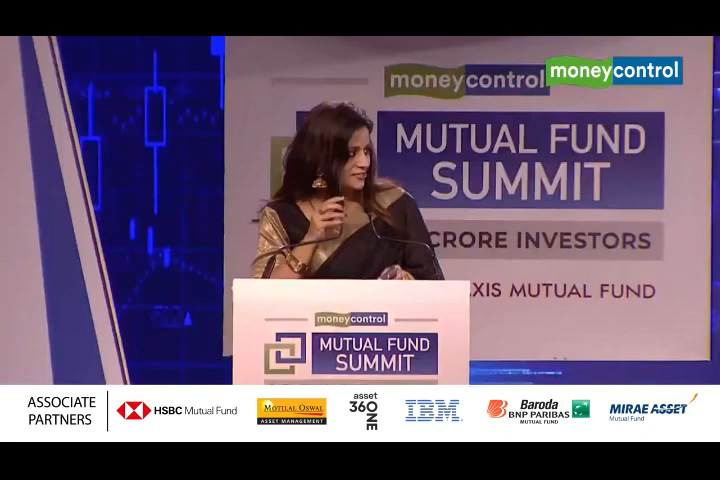 moneycontrol
moneycontrol
MUTUAL FUND
SUMMIT
CRORE INVESTORS
AXIS MUTUAL FUND
moneycontrol
MUTUAL FUND
SUMMIT
ASSOCIATE
PARTNERS
HSBC Mutual Fund
MOTILAL OSWAL
ASSET MANAGEMENT
asset
360
ONE
IBM
Baroda
BNP PARIBAS
MUTUAL FUND
MIRAE ASSET
Mutual Fund